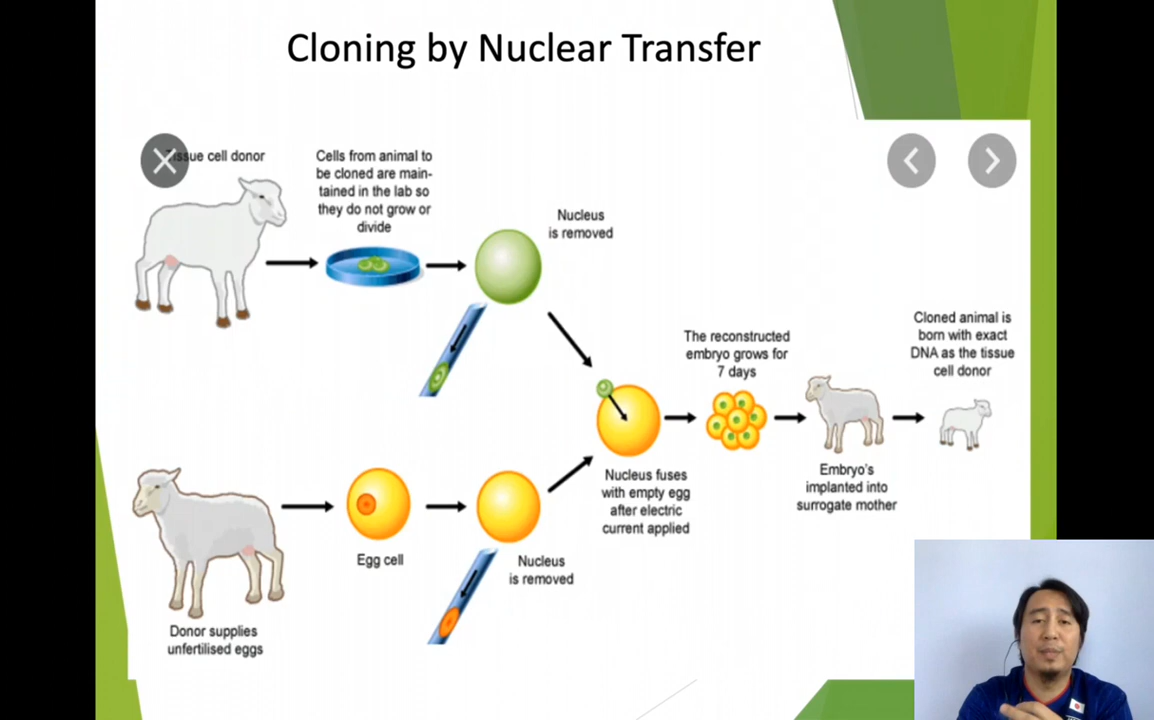 Cloning by Nuclear Transfer
Tissue cell donor
Cells from animal to
be cloned are main-
tained in the lab so
they do not grow or
divide
Nucleus
is removed
The reconstructed
embryo grows for
7 days
Cloned animal is
born with exact
DNA as the tissue
cell donor
Nucleus fuses
with empty egg
after electric
current applied
Embryo's
implanted into
surrogate mother
Egg cell
Nucleus
is removed
Donor supplies
unfertilised eggs